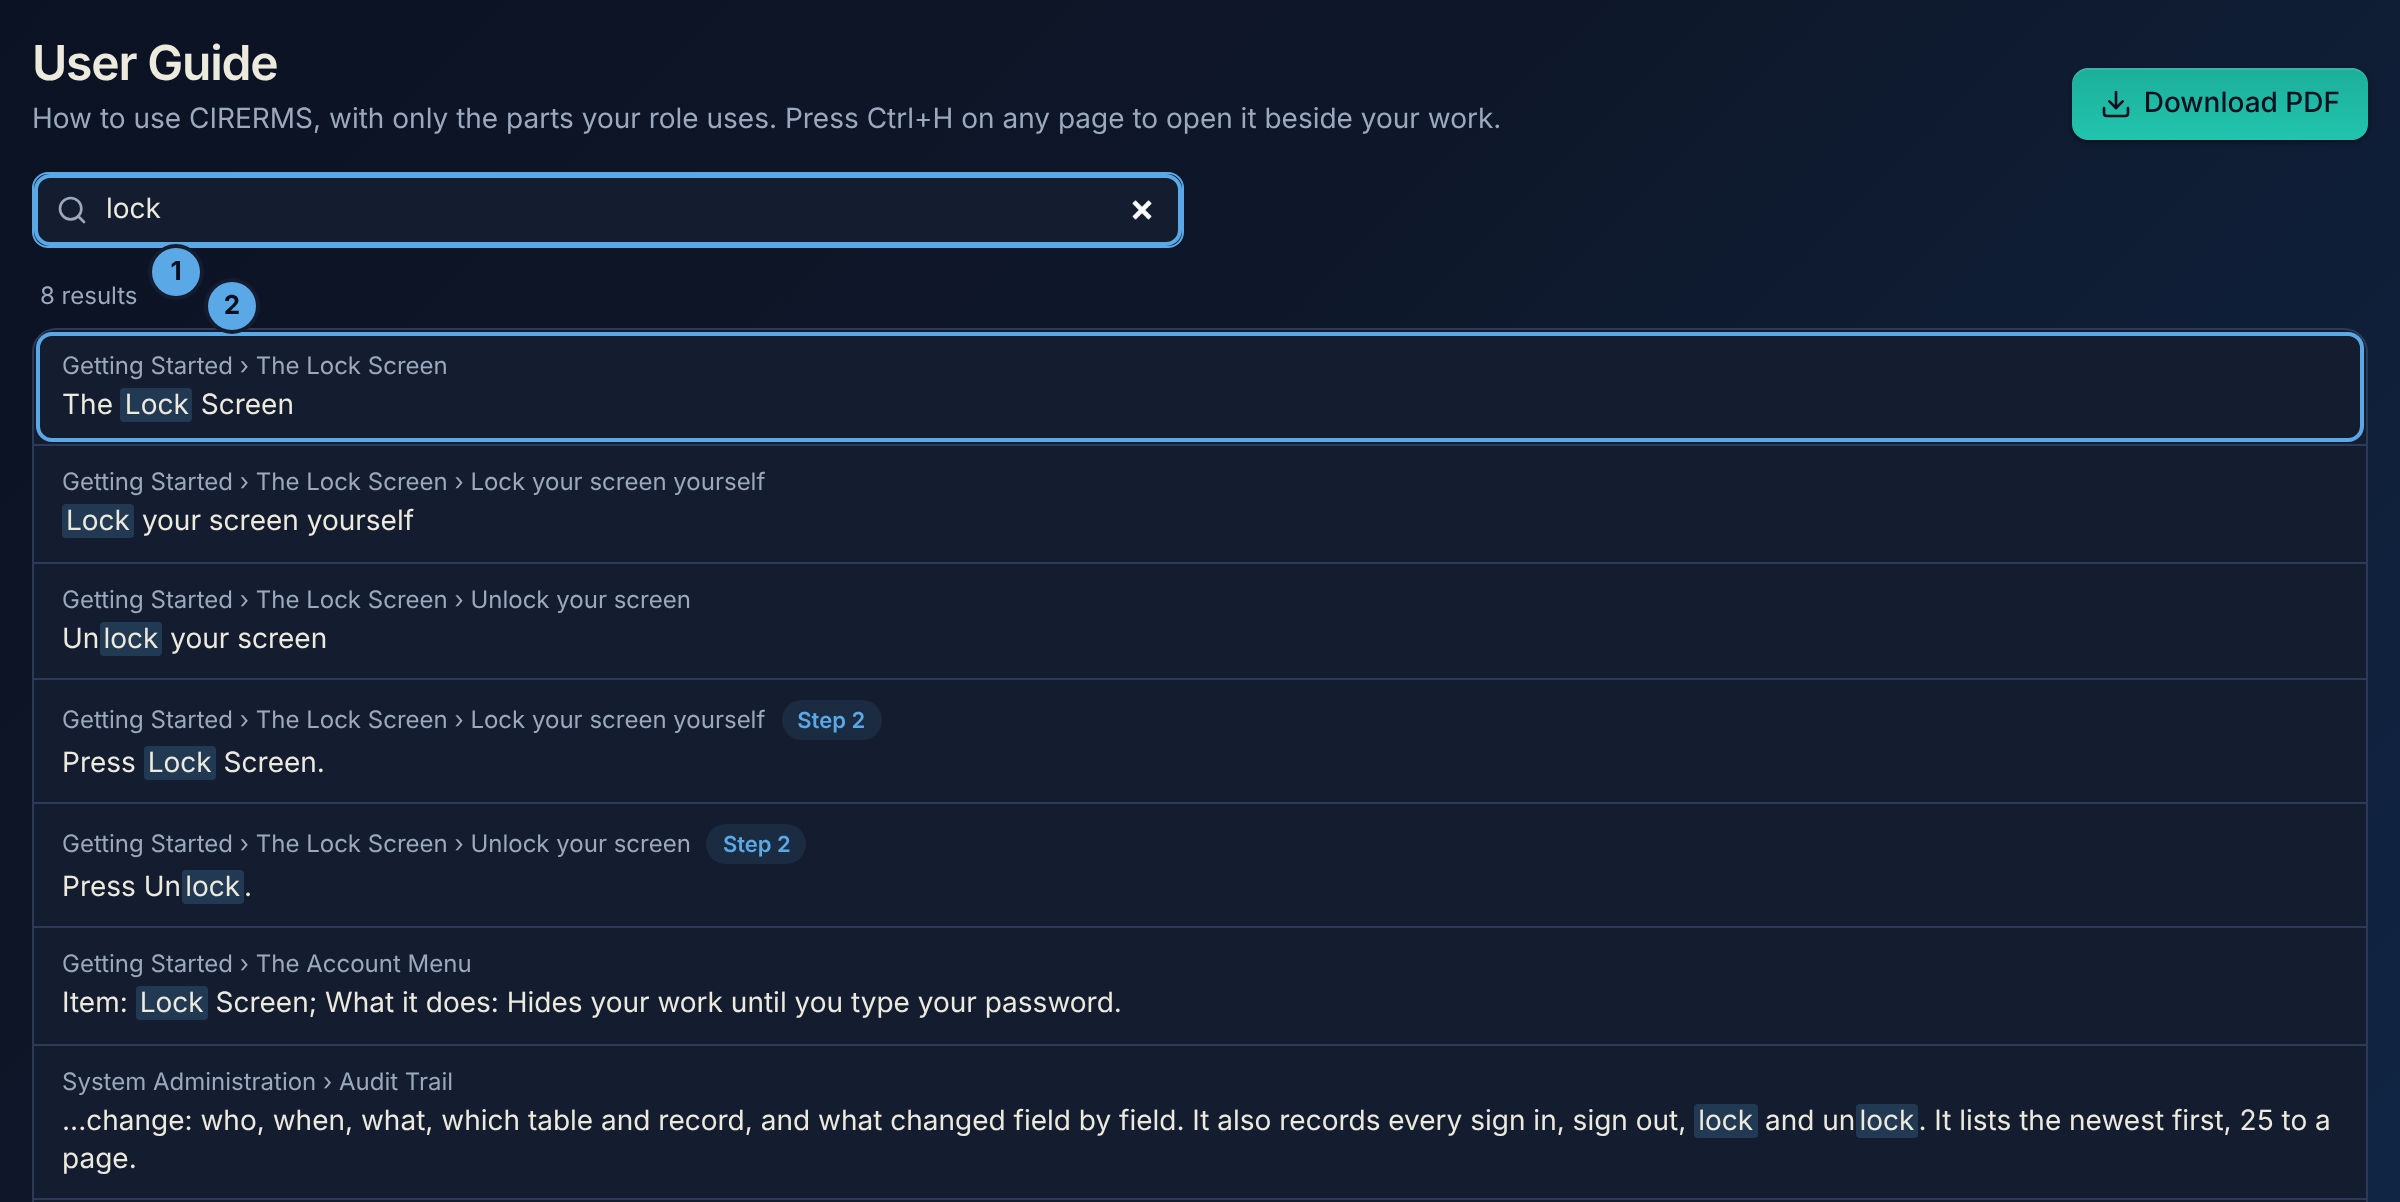 User Guide
How to use CIRERMS, with only the parts your role uses. Press Ctrl+H on any page to open it beside your work.
Download PDF
lock
1
8 results
2
Getting Started › The Lock Screen
The Lock Screen
Getting Started › The Lock Screen › Lock your screen yourself
Lock your screen yourself
Getting Started › The Lock Screen › Unlock your screen
Unlock your screen
Getting Started › The Lock Screen › Lock your screen yourself Step 2
Press Lock Screen.
Getting Started › The Lock Screen › Unlock your screen Step 2
Press Unlock.
Getting Started › The Account Menu
Item: Lock Screen; What it does: Hides your work until you type your password.
System Administration › Audit Trail
...change: who, when, what, which table and record, and what changed field by field. It also records every sign in, sign out, lock and unlock. It lists the newest first, 25 to a
page.